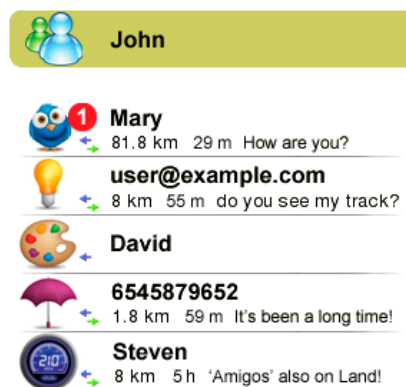 John
1
Mary
81.8 km 29 m How are you?
user@example.com
8 km 55 m do you see my track?
David
6545879652
1.8 km 59 m It's been a long time!
210
Steven
8 km 5 h 'Amigos' also on Land!